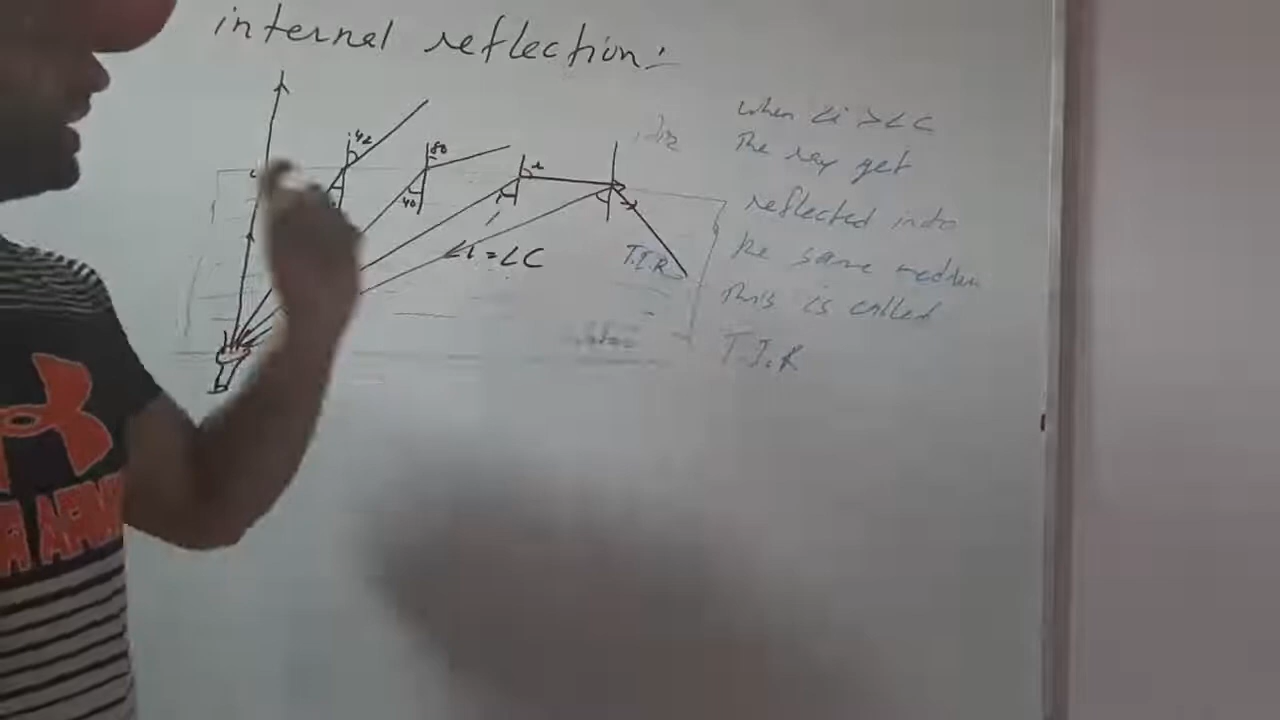 internal reflection:-
42
80
40
∠i = ∠C
T.I.R
when ∠i > ∠C
The ray get
reflected into
the same medium
this is called
T.I.R